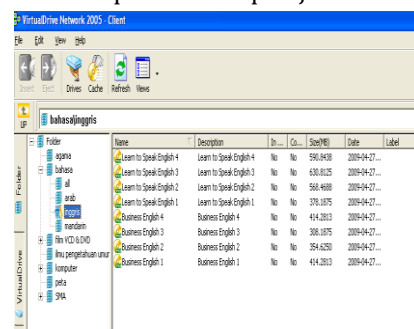 VirtualDrive Network 2005 - Client
File Edit View Help
Insert Eject Drives Cache Refresh Views
UP bahasa\inggris
Folder
VirtualDrive
Folder
agama
bahasa
all
arab
inggris
mandarin
film VCD & DVD
ilmu pengetahuan umur
komputer
peta
SMA
Name Description In ... Co... Size(MB) Date Label
Learn to Speak English 4 Learn to Speak English 4 No No 590.8438 2009-04-27...
Learn to Speak English 3 Learn to Speak English 3 No No 630.8125 2009-04-27...
Learn to Speak English 2 Learn to Speak English 2 No No 568.4688 2009-04-27...
Learn to Speak English 1 Learn to Speak English 1 No No 378.1875 2009-04-27...
Business English 4 Business English 4 No No 414.2813 2009-04-27...
Business English 3 Business English 3 No No 308.1875 2009-04-27...
Business English 2 Business English 2 No No 354.6250 2009-04-27...
Business English 1 Business English 1 No No 414.2813 2009-04-27...